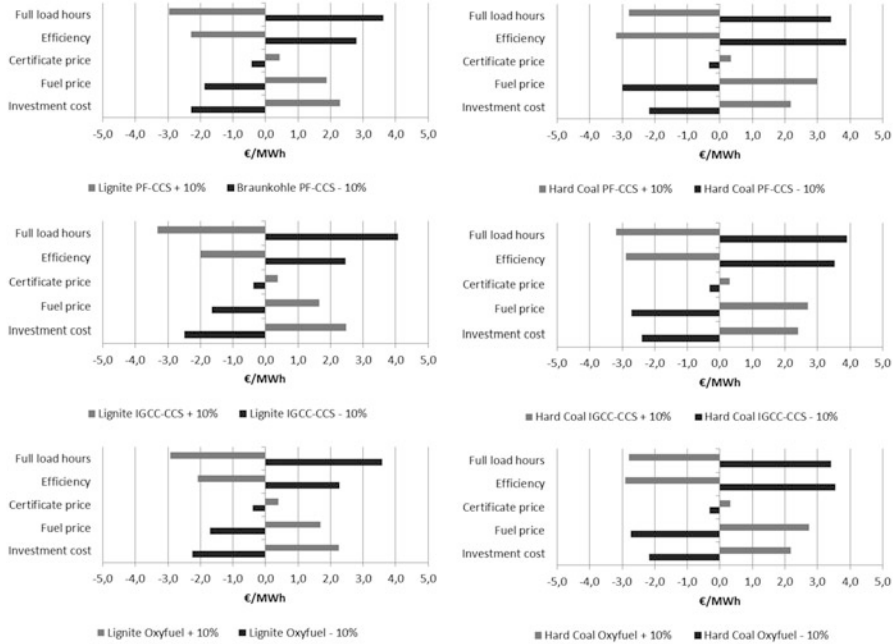 Full load hours
Efficiency
Certificate price
Fuel price
Investment cost
-5,0 -4,0 -3,0 -2,0 -1,0 0,0 1,0 2,0 3,0 4,0 5,0
€/MWh
Lignite PF-CCS + 10% Braunkohle PF-CCS - 10%
Full load hours
Efficiency
Certificate price
Fuel price
Investment cost
-5,0 -4,0 -3,0 -2,0 -1,0 0,0 1,0 2,0 3,0 4,0 5,0
€/MWh
Hard Coal PF-CCS + 10% Hard Coal PF-CCS - 10%
Full load hours
Efficiency
Certificate price
Fuel price
Investment cost
-5,0 -4,0 -3,0 -2,0 -1,0 0,0 1,0 2,0 3,0 4,0 5,0
€/MWh
Lignite IGCC-CCS + 10% Lignite IGCC-CCS - 10%
Full load hours
Efficiency
Certificate price
Fuel price
Investment cost
-5,0 -4,0 -3,0 -2,0 -1,0 0,0 1,0 2,0 3,0 4,0 5,0
€/MWh
Hard Coal IGCC-CCS + 10% Hard Coal IGCC-CCS - 10%
Full load hours
Efficiency
Certificate price
Fuel price
Investment cost
-5,0 -4,0 -3,0 -2,0 -1,0 0,0 1,0 2,0 3,0 4,0 5,0
€/MWh
Lignite Oxyfuel + 10% Lignite Oxyfuel - 10%
Full load hours
Efficiency
Certificate price
Fuel price
Investment cost
-5,0 -4,0 -3,0 -2,0 -1,0 0,0 1,0 2,0 3,0 4,0 5,0
€/MWh
Hard Coal Oxyfuel + 10% Hard Coal Oxyfuel - 10%